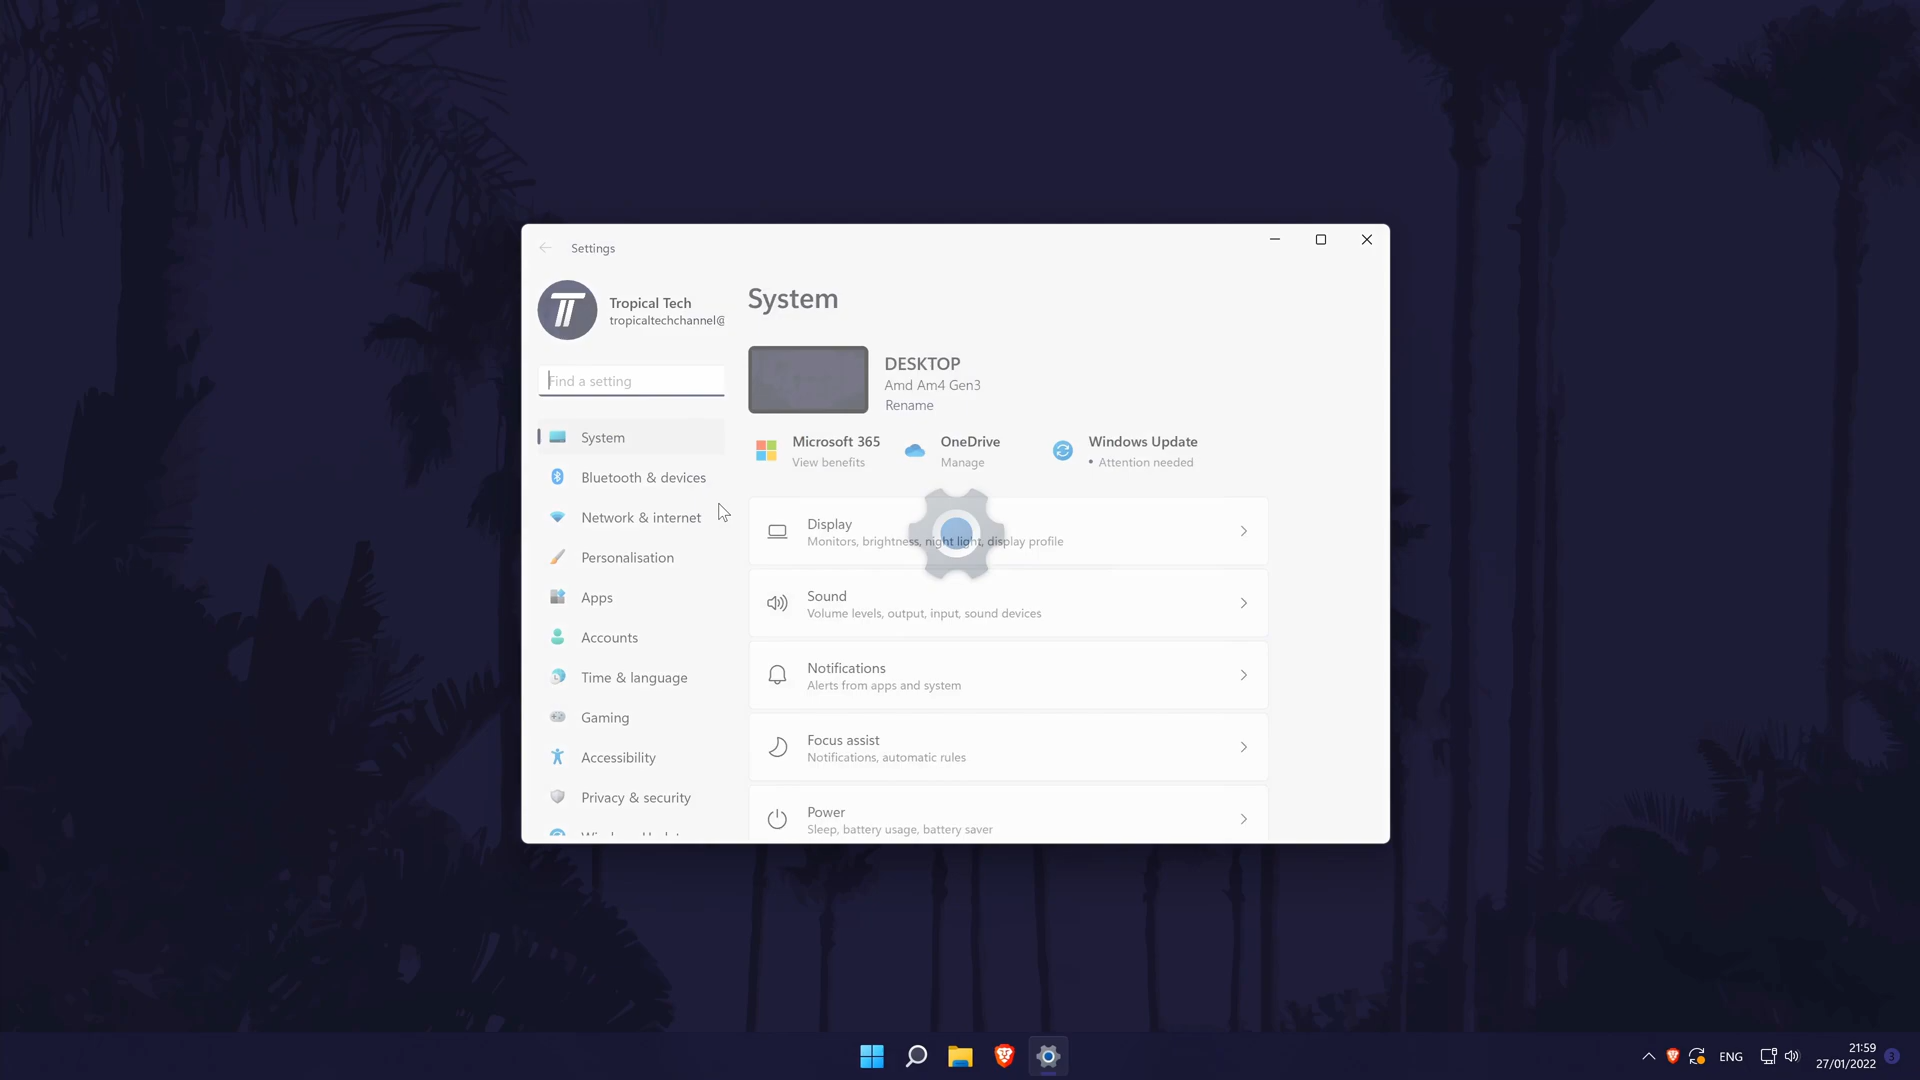 Settings
Tropical Tech
tropicaltechchannel@
Find a setting
System
Bluetooth & devices
Network & internet
Personalisation
Apps
Accounts
Time & language
Gaming
Accessibility
Privacy & security
System
DESKTOP
Amd Am4 Gen3
Rename
Microsoft 365
View benefits
OneDrive
Manage
Windows Update
• Attention needed
Display
Monitors, brightness, night light, display profile
Sound
Volume levels, output, input, sound devices
Notifications
Alerts from apps and system
Focus assist
Notifications, automatic rules
Power
Sleep, battery usage, battery saver
ENG
21:59
27/01/2022
3